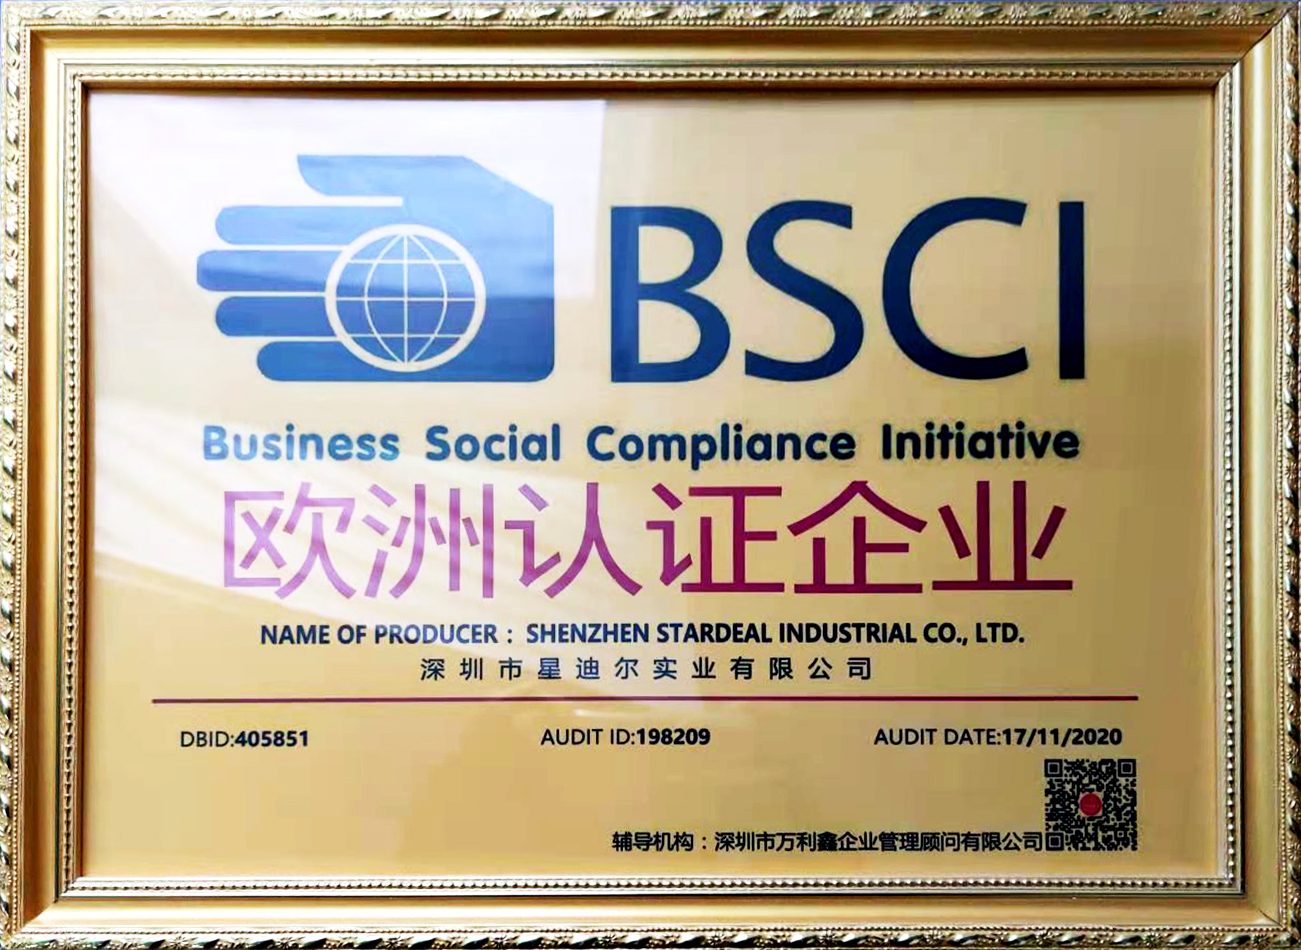 BSCI
Business Social Compliance Initiative
欧洲认证企业
NAME OF PRODUCER： SHENZHEN STARDEAL INDUSTRIAL CO., LTD.
深圳市星迪尔实业有限公司
DBID:405851 AUDIT ID:198209 AUDIT DATE:17/11/2020
辅导机构：深圳市万利鑫企业管理顾问有限公司